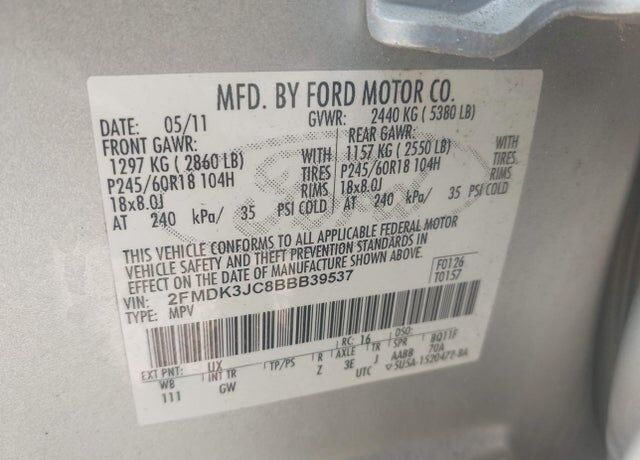 MFD. BY FORD MOTOR CO.
DATE: 05/11 GVWR: 2440 KG ( 5380 LB)
FRONT GAWR: REAR GAWR:
1297 KG ( 2860 LB) WITH 1157 KG ( 2550 LB) WITH
P245/60R18 104H TIRES P245/60R18 104H TIRES
18x8.0J RIMS 18x8.0J RIMS
AT 240 kPa/ 35 PSI COLD AT 240 kPa/ 35 PSI COLD
THIS VEHICLE CONFORMS TO ALL APPLICABLE FEDERAL MOTOR
VEHICLE SAFETY AND THEFT PREVENTION STANDARDS IN
EFFECT ON THE DATE OF MANUFACTURE SHOWN ABOVE.
VIN: 2FMDK3JC8BBB39537 F0126
TYPE: MPV T0157
EXT PNT: UX RC: 16 DSO:
WB INT TR TP/PS R AXLE TR SPR BQ11F
111 GW Z 3E J AABB 70A
UTC